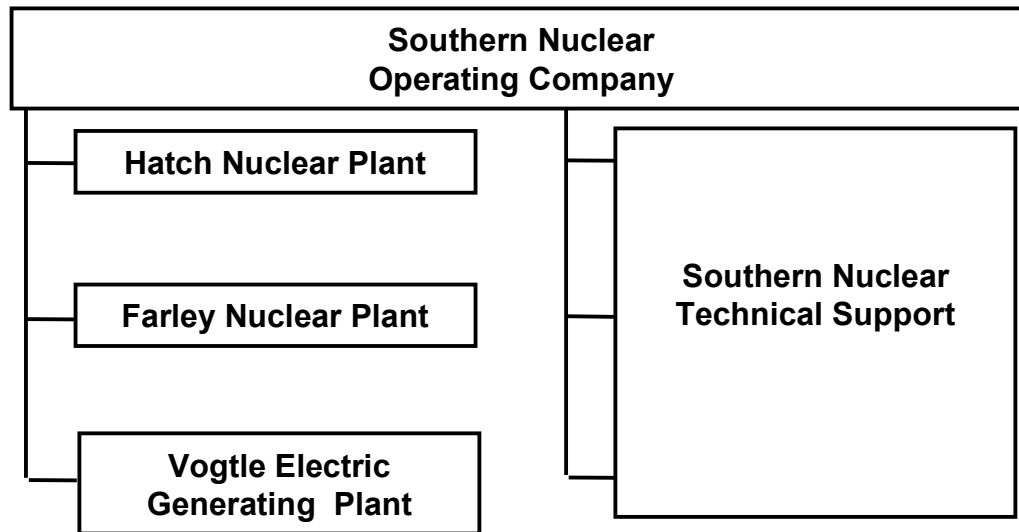 Southern Nuclear
Operating Company
Hatch Nuclear Plant
Farley Nuclear Plant
Vogtle Electric
Generating  Plant
Southern Nuclear
Technical Support